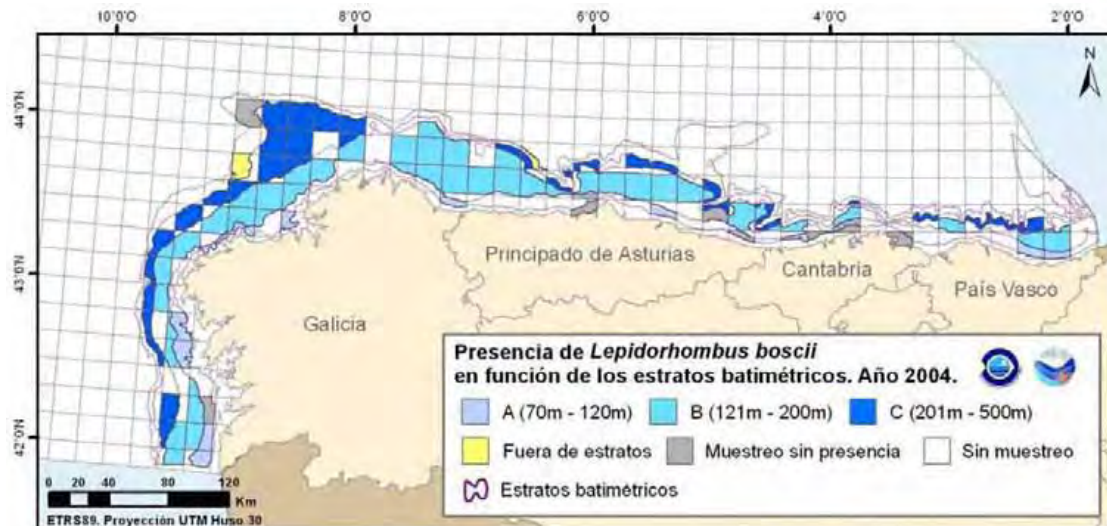 10°0'O 8°0'O 6°0'O 4°0'O 2°0'O
N
44°0'N
43°0'N
42°0'N
Principado de Asturias
Cantabria
País Vasco
Galicia
Presencia de Lepidorhombus boscii
en función de los estratos batimétricos. Año 2004.
A (70m - 120m) B (121m - 200m) C (201m - 500m)
Fuera de estratos Muestreo sin presencia Sin muestreo
Estratos batimétricos
0 20 40 80 120
Km
ETRS89. Proyección UTM Huso 30